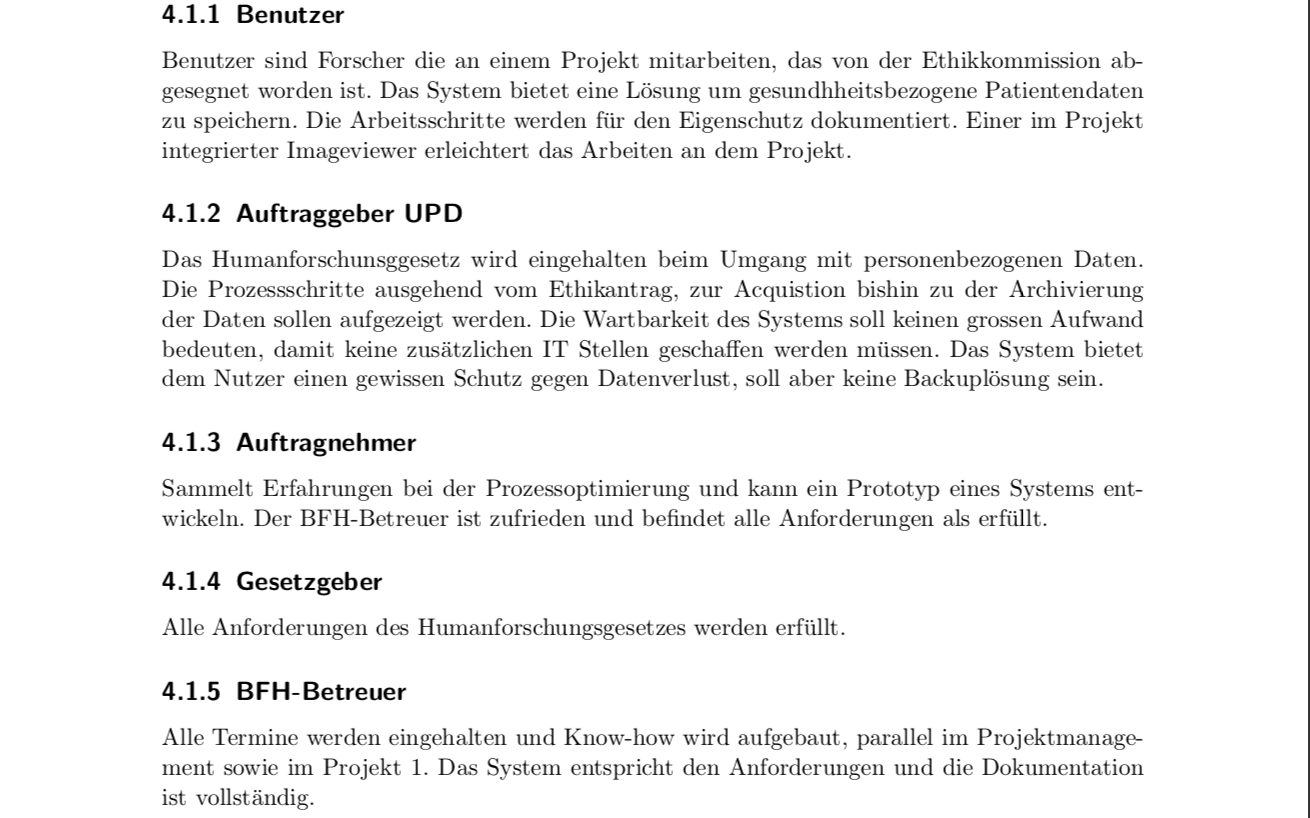 4.1.1 Benutzer
Benutzer sind Forscher die an einem Projekt mitarbeiten, das von der Ethikkommission ab-
gesegnet worden ist. Das System bietet eine Lösung um gesundhheitsbezogene Patientendaten
zu speichern. Die Arbeitsschritte werden für den Eigenschutz dokumentiert. Einer im Projekt
integrierter Imageviewer erleichtert das Arbeiten an dem Projekt.
4.1.2 Auftraggeber UPD
Das Humanforschunsggesetz wird eingehalten beim Umgang mit personenbezogenen Daten.
Die Prozessschritte ausgehend vom Ethikantrag, zur Acquistion bishin zu der Archivierung
der Daten sollen aufgezeigt werden. Die Wartbarkeit des Systems soll keinen grossen Aufwand
bedeuten, damit keine zusätzlichen IT Stellen geschaffen werden müssen. Das System bietet
dem Nutzer einen gewissen Schutz gegen Datenverlust, soll aber keine Backuplösung sein.
4.1.3 Auftragnehmer
Sammelt Erfahrungen bei der Prozessoptimierung und kann ein Prototyp eines Systems ent-
wickeln. Der BFH-Betreuer ist zufrieden und befindet alle Anforderungen als erfüllt.
4.1.4 Gesetzgeber
Alle Anforderungen des Humanforschungsgesetzes werden erfüllt.
4.1.5 BFH-Betreuer
Alle Termine werden eingehalten und Know-how wird aufgebaut, parallel im Projektmanage-
ment sowie im Projekt 1. Das System entspricht den Anforderungen und die Dokumentation
ist vollständig.